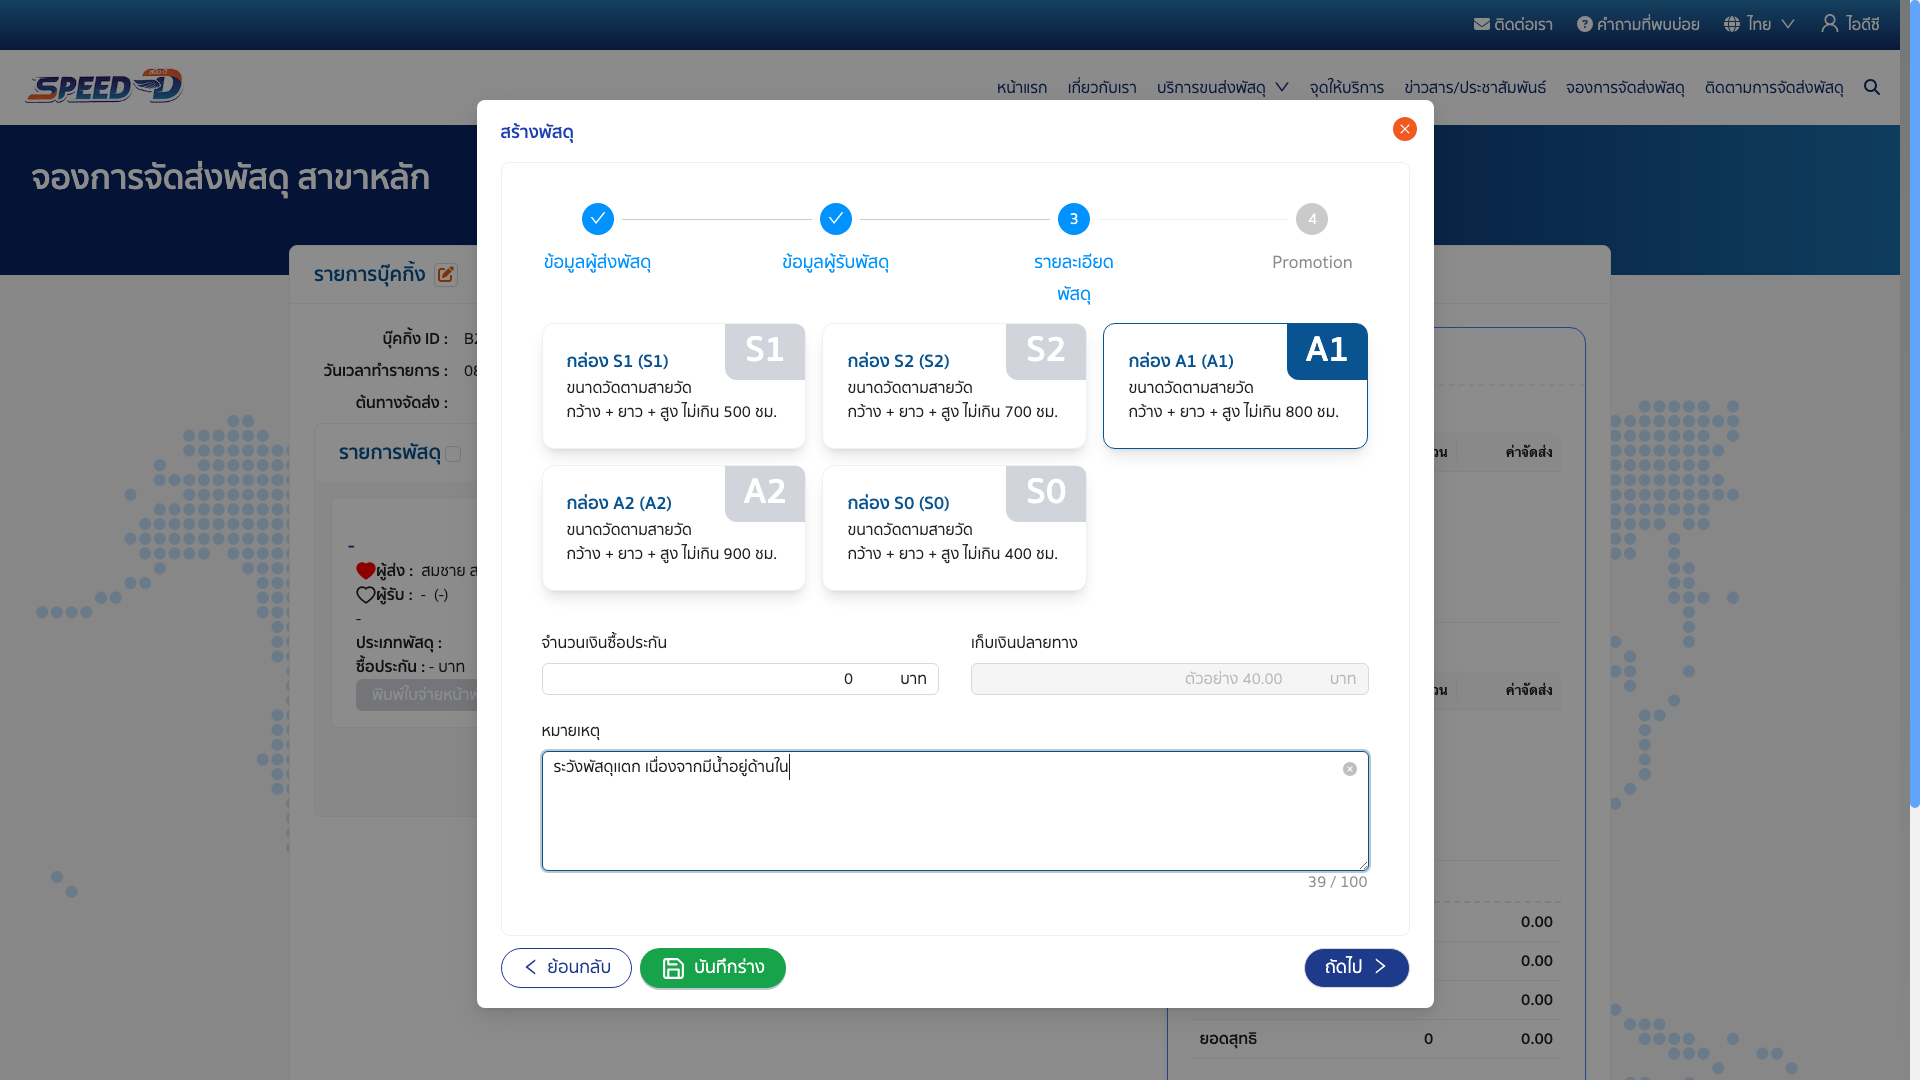 ติดต่อเรา
คำถามที่พบบ่อย
ไทย
ไอดีซี
SPEED-D
หน้าแรก
เกี่ยวกับเรา
บริการขนส่งพัสดุ
จุดให้บริการ
ข่าวสาร/ประชาสัมพันธ์
จองการจัดส่งพัสดุ
ติดตามการจัดส่งพัสดุ
จองการจัดส่งพัสดุ สาขาหลัก
รายการบุ๊คกิ้ง
บุ๊คกิ้ง ID :
วันเวลาทำรายการ :
ต้นทางจัดส่ง :
รายการพัสดุ
-
ผู้ส่ง : สมชาย
ผู้รับ : - (-)
-
ประเภทพัสดุ :
ซื้อประกัน : - บาท
สร้างพัสดุ
ข้อมูลผู้ส่งพัสดุ
ข้อมูลผู้รับพัสดุ
3
รายละเอียด
พัสดุ
4
Promotion
กล่อง S1 (S1)
S1
ขนาดวัดตามสายวัด
กว้าง + ยาว + สูง ไม่เกิน 500 ซม.
กล่อง S2 (S2)
S2
ขนาดวัดตามสายวัด
กว้าง + ยาว + สูง ไม่เกิน 700 ซม.
กล่อง A1 (A1)
A1
ขนาดวัดตามสายวัด
กว้าง + ยาว + สูง ไม่เกิน 800 ซม.
กล่อง A2 (A2)
A2
ขนาดวัดตามสายวัด
กว้าง + ยาว + สูง ไม่เกิน 900 ซม.
กล่อง S0 (S0)
S0
ขนาดวัดตามสายวัด
กว้าง + ยาว + สูง ไม่เกิน 400 ซม.
จำนวนเงินซื้อประกัน
0 บาท
เก็บเงินปลายทาง
ตัวอย่าง 40.00 บาท
หมายเหตุ
ระวังพัสดุแตก เนื่องจากมีน้ำอยู่ด้านใน
39 / 100
ย้อนกลับ
บันทึกร่าง
ถัดไป
ค่าจัดส่ง
ค่าจัดส่ง
0.00
0.00
0.00
ยอดสุทธิ 0 0.00